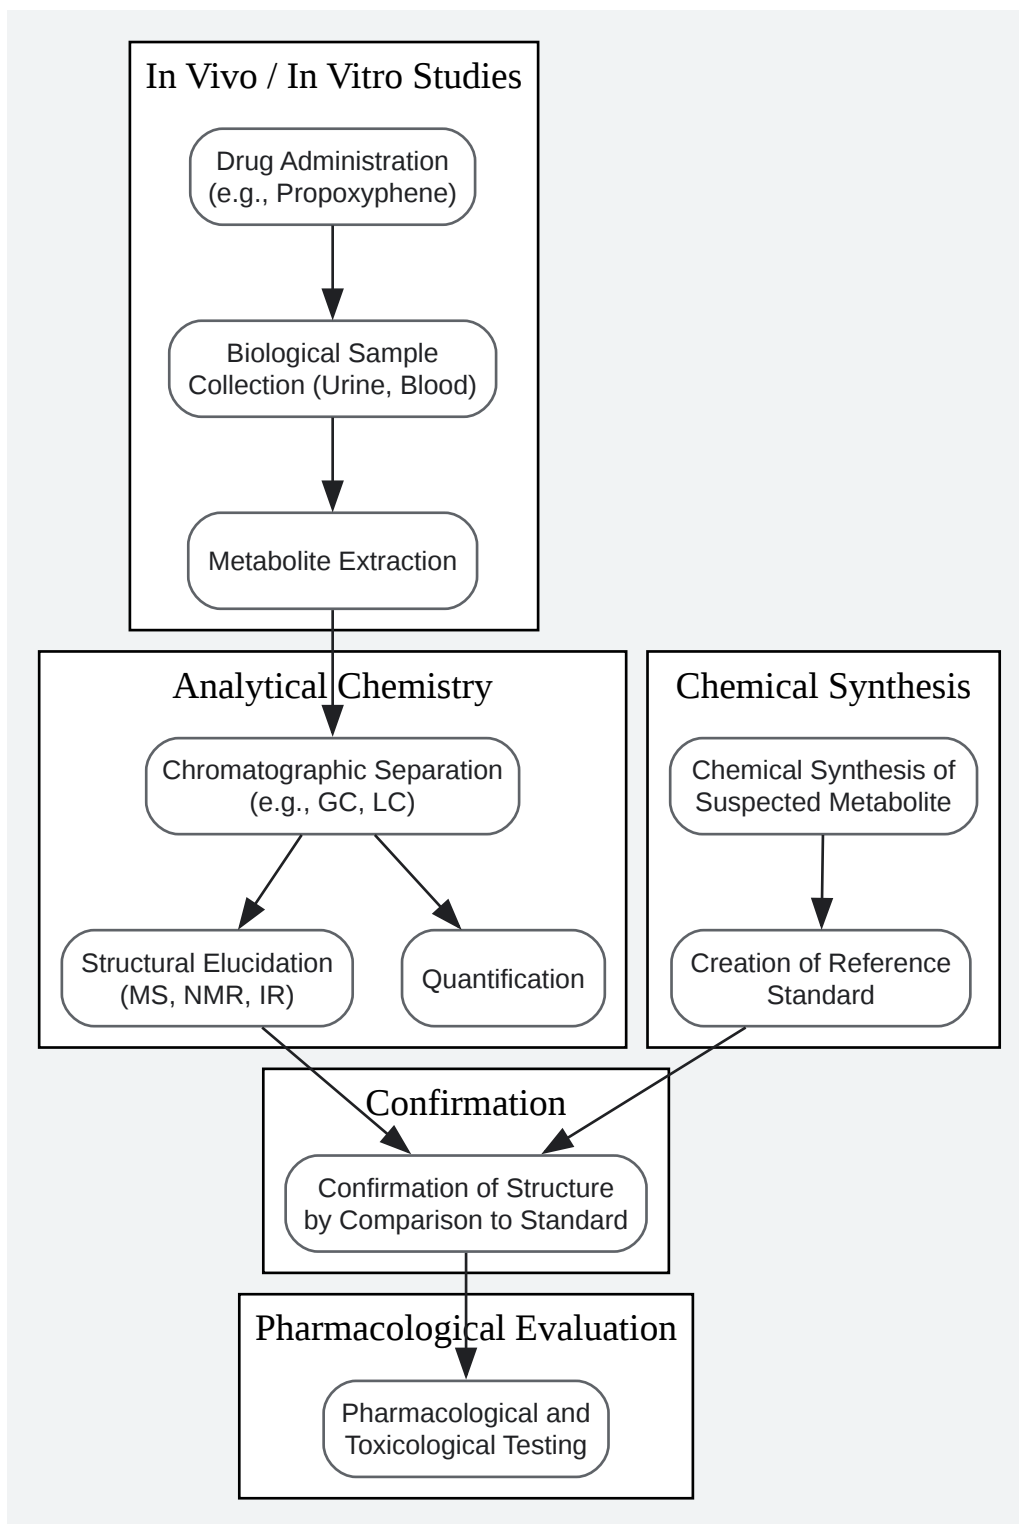 In Vivo / In Vitro Studies
Drug Administration
(e.g., Propoxyphene)
Biological Sample
Collection (Urine, Blood)
Metabolite Extraction
Analytical Chemistry
Chromatographic Separation
(e.g., GC, LC)
Structural Elucidation
(MS, NMR, IR)
Quantification
Chemical Synthesis
Chemical Synthesis of
Suspected Metabolite
Creation of Reference
Standard
Confirmation
Confirmation of Structure
by Comparison to Standard
Pharmacological Evaluation
Pharmacological and
Toxicological Testing